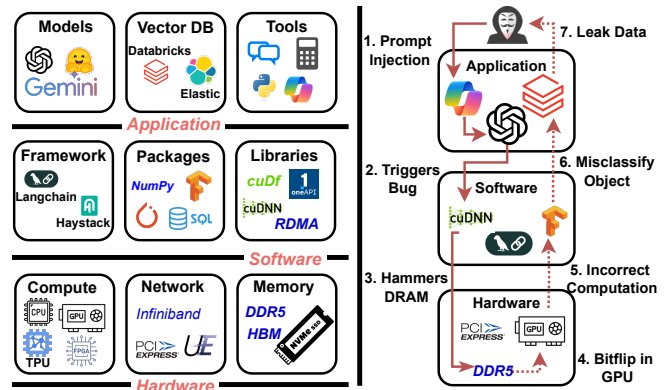 Models
Gemini
Vector DB
Databricks
Elastic
Tools
Application
Framework
Langchain
Haystack
Packages
NumPy
SQL
Libraries
cuDf
1
oneAPI
cuDNN
RDMA
Software
Compute
CPU
GPU
TPU
FPGA
Network
Infiniband
PCI
EXPRESS
UE
Memory
DDR5
HBM
NVMe SSD
Hardware
1. Prompt
Injection
7. Leak Data
Application
2. Triggers
Bug
6. Misclassify
Object
Software
cuDNN
3. Hammers
DRAM
5. Incorrect
Computation
Hardware
PCI
EXPRESS
GPU
DDR5
4. Bitflip in
GPU